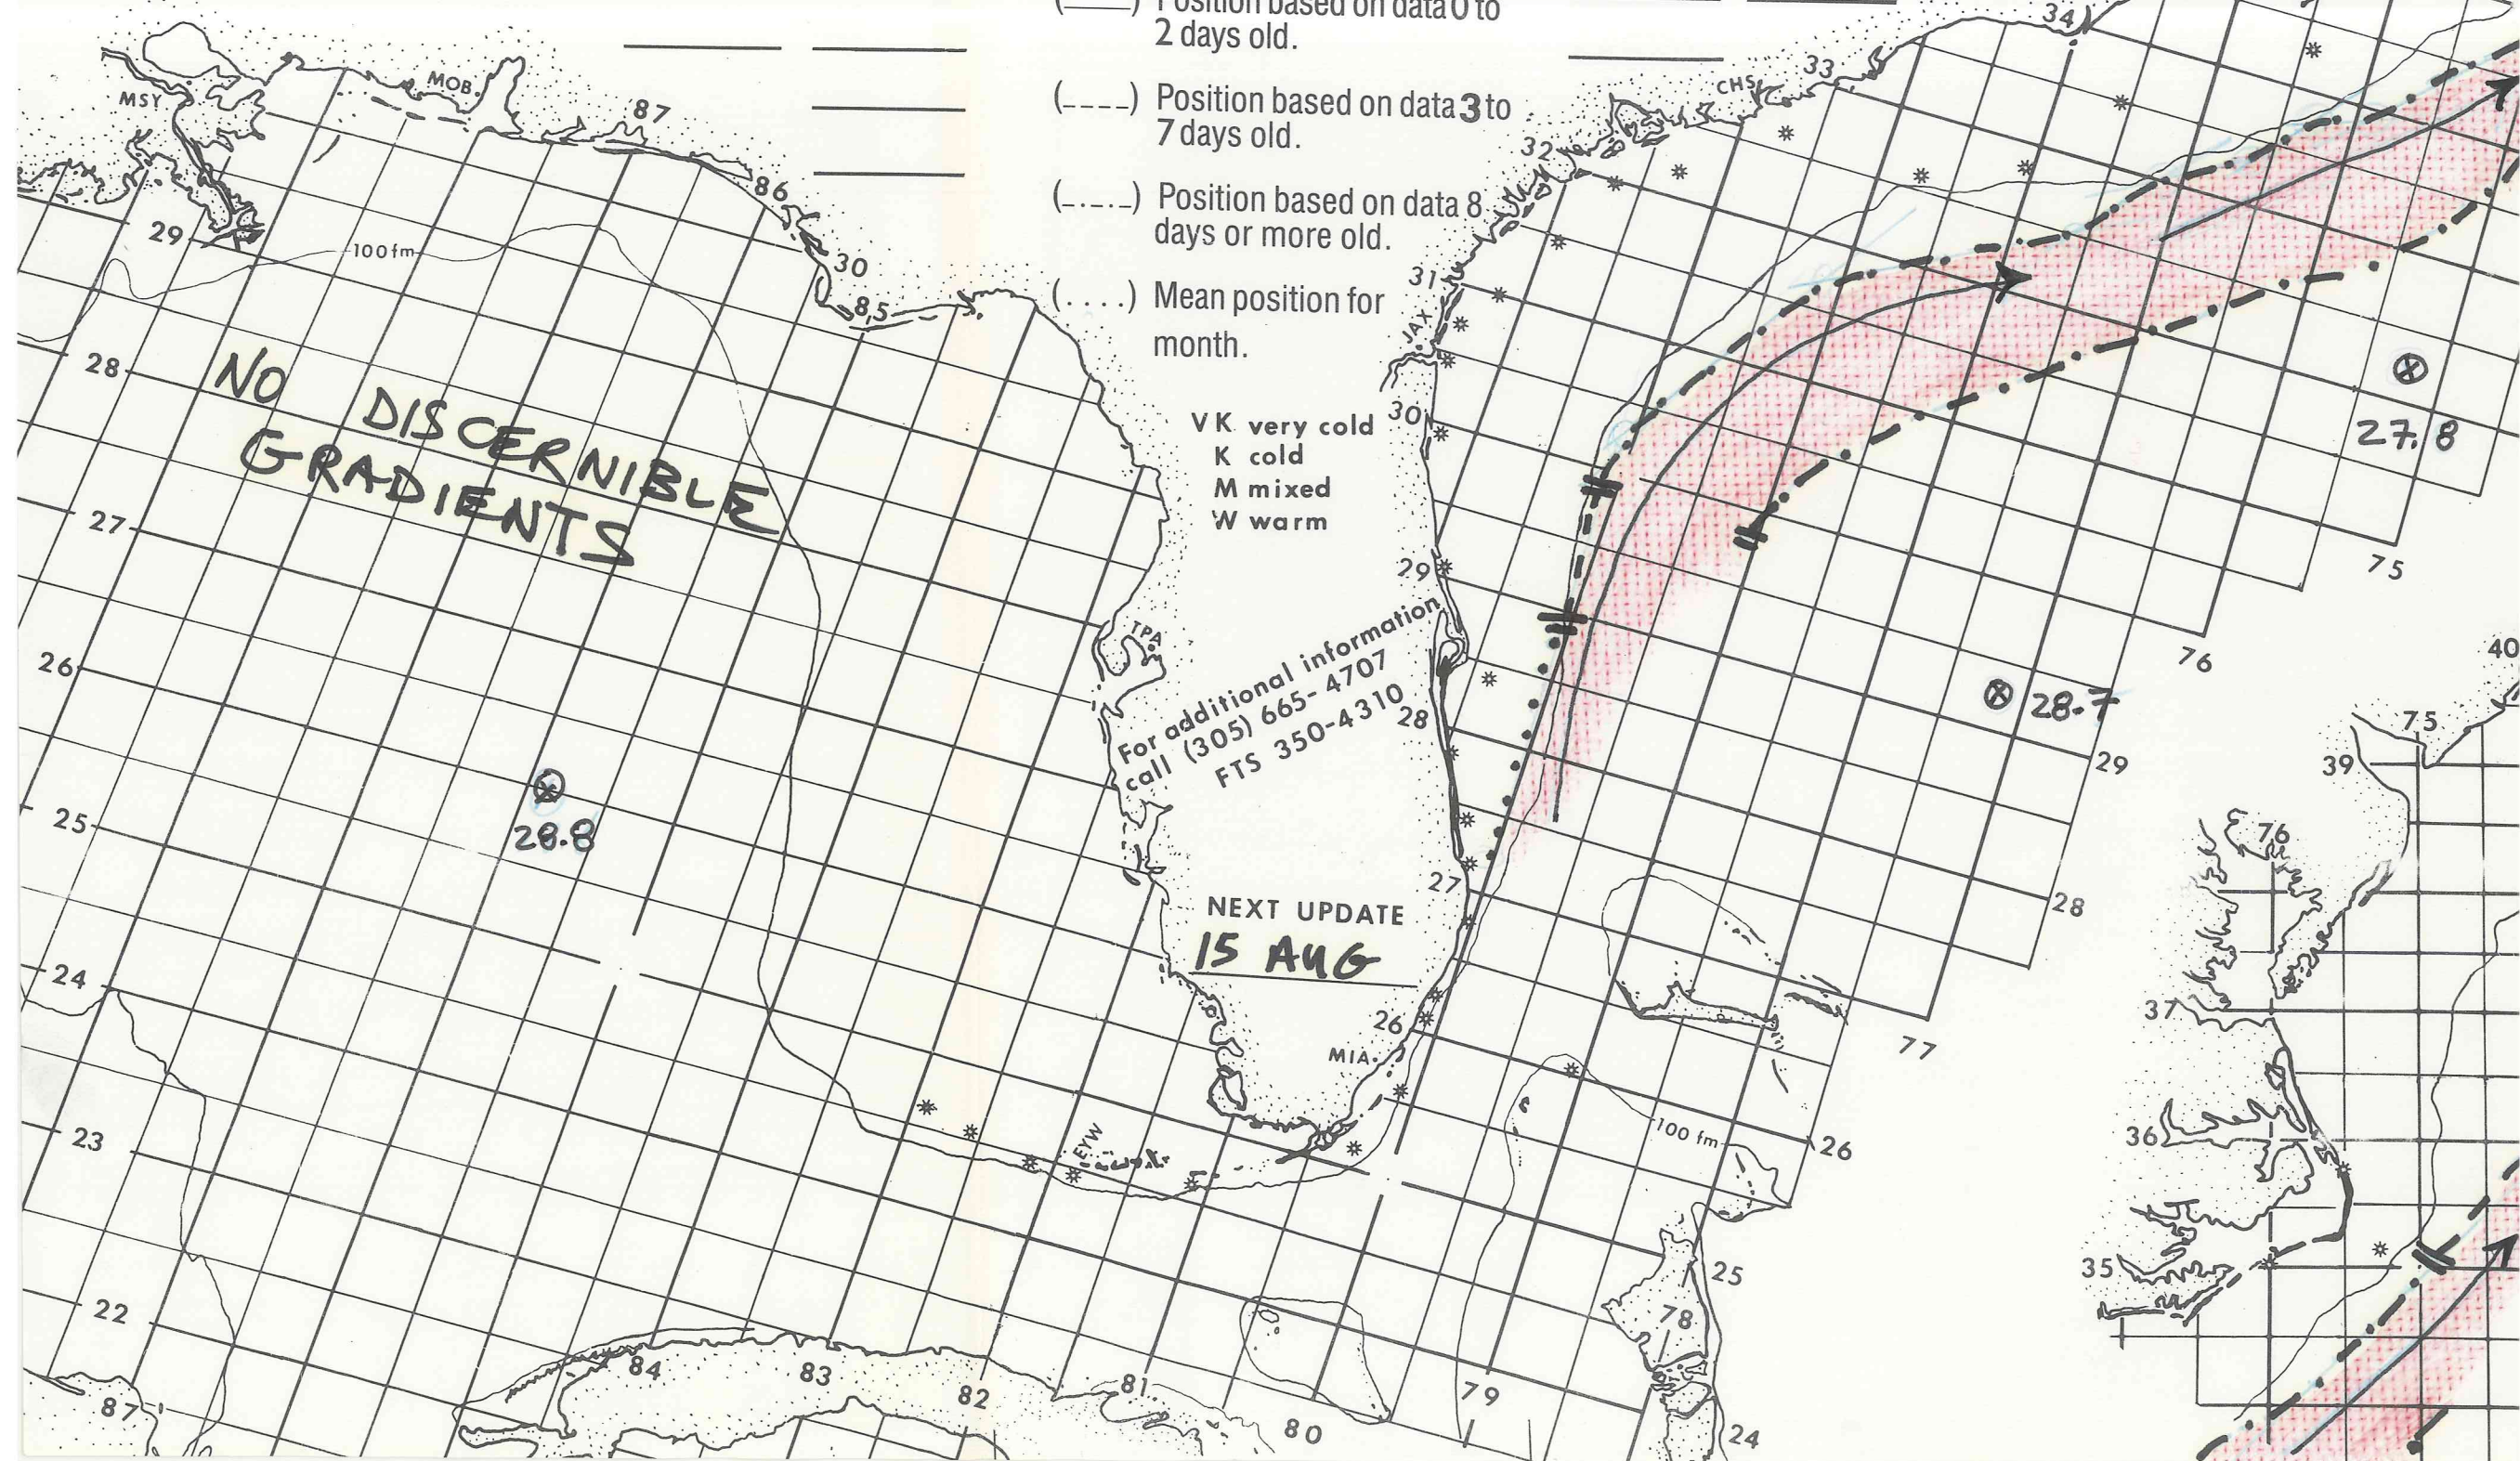 (____) Position based on data 0 to
2 days old.
(____) Position based on data 3 to
7 days old.
(_._._) Position based on data 8
days or more old.
(. . . .) Mean position for
month.
VK very cold
K cold
M mixed
W warm
For additional information
call (305) 665-4707
FTS 350-4310
NEXT UPDATE
15 AUG
NO DISCERNIBLE
GRADIENTS
28.8
28.7
27.8
MSY
MOB.
87
86
30
85
29
100 fm
28
27
26
25
24
23
22
87
84
83
82
81
80
79
78
24
25
26
77
28
29
76
75
34
33
CHS
32
31
JAX
30
29
28
27
26
MIA.
TPA
EYW
100 fm
40
75
39
76
37
36
35